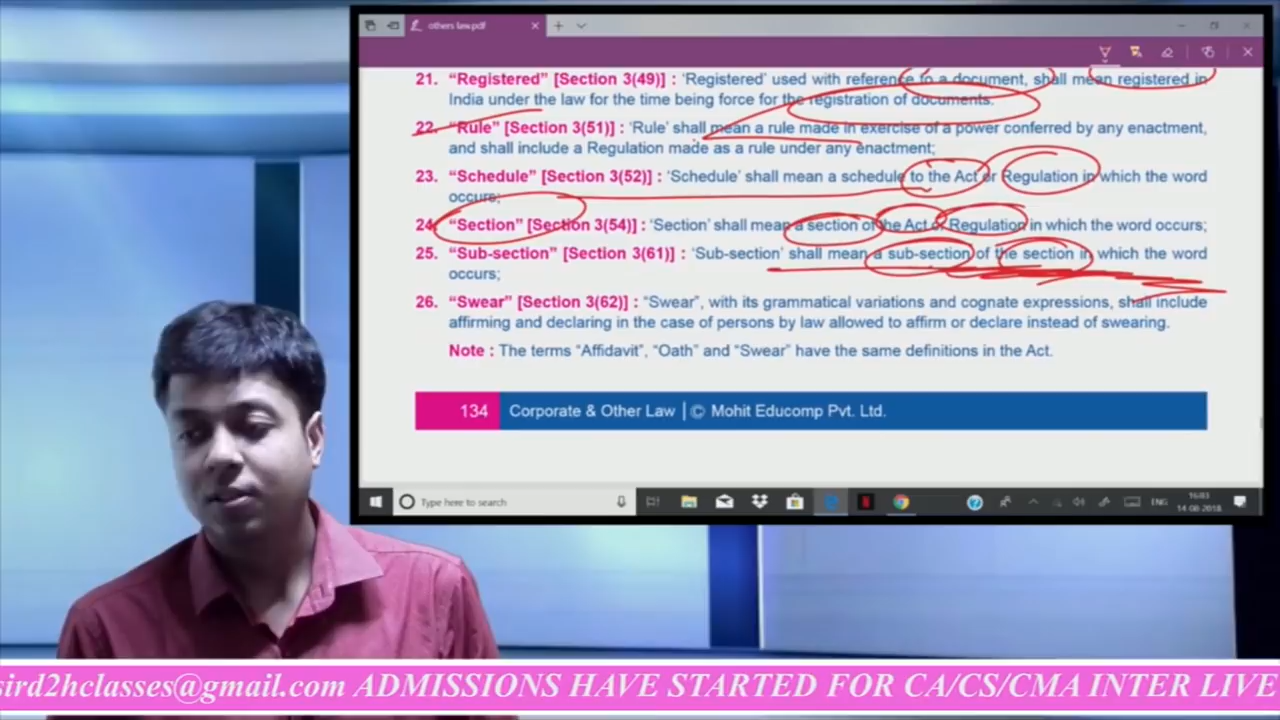 others law.pdf
21. “Registered” [Section 3(49)] : ‘Registered’ used with reference to a document, shall mean registered in
India under the law for the time being force for the registration of documents.
22. “Rule” [Section 3(51)] : ‘Rule’ shall mean a rule made in exercise of a power conferred by any enactment,
and shall include a Regulation made as a rule under any enactment;
23. “Schedule” [Section 3(52)] : ‘Schedule’ shall mean a schedule to the Act or Regulation in which the word
occurs;
24. “Section” [Section 3(54)] : ‘Section’ shall mean a section of the Act or Regulation in which the word occurs;
25. “Sub-section” [Section 3(61)] : ‘Sub-section’ shall mean a sub-section of the section in which the word
occurs;
26. “Swear” [Section 3(62)] : “Swear”, with its grammatical variations and cognate expressions, shall include
affirming and declaring in the case of persons by law allowed to affirm or declare instead of swearing.
Note : The terms “Affidavit”, “Oath” and “Swear” have the same definitions in the Act.
134 Corporate & Other Law | © Mohit Educomp Pvt. Ltd.
Type here to search
ENG
16:03
14-08-2018
sird2hclasses@gmail.com ADMISSIONS HAVE STARTED FOR CA/CS/CMA INTER LIVE